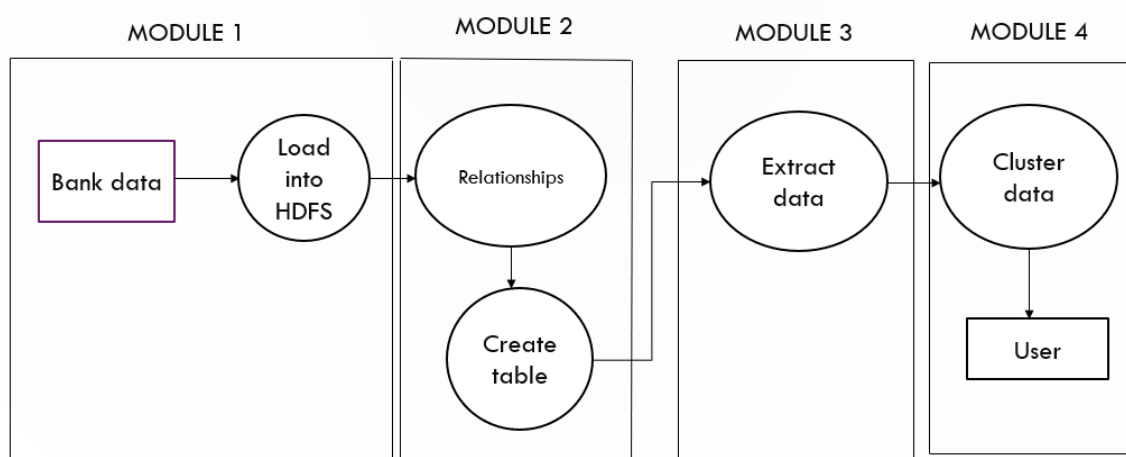 MODULE 1
MODULE 2
MODULE 3
MODULE 4
Bank data
Load
into
HDFS
Relationships
Create
table
Extract
data
Cluster
data
User